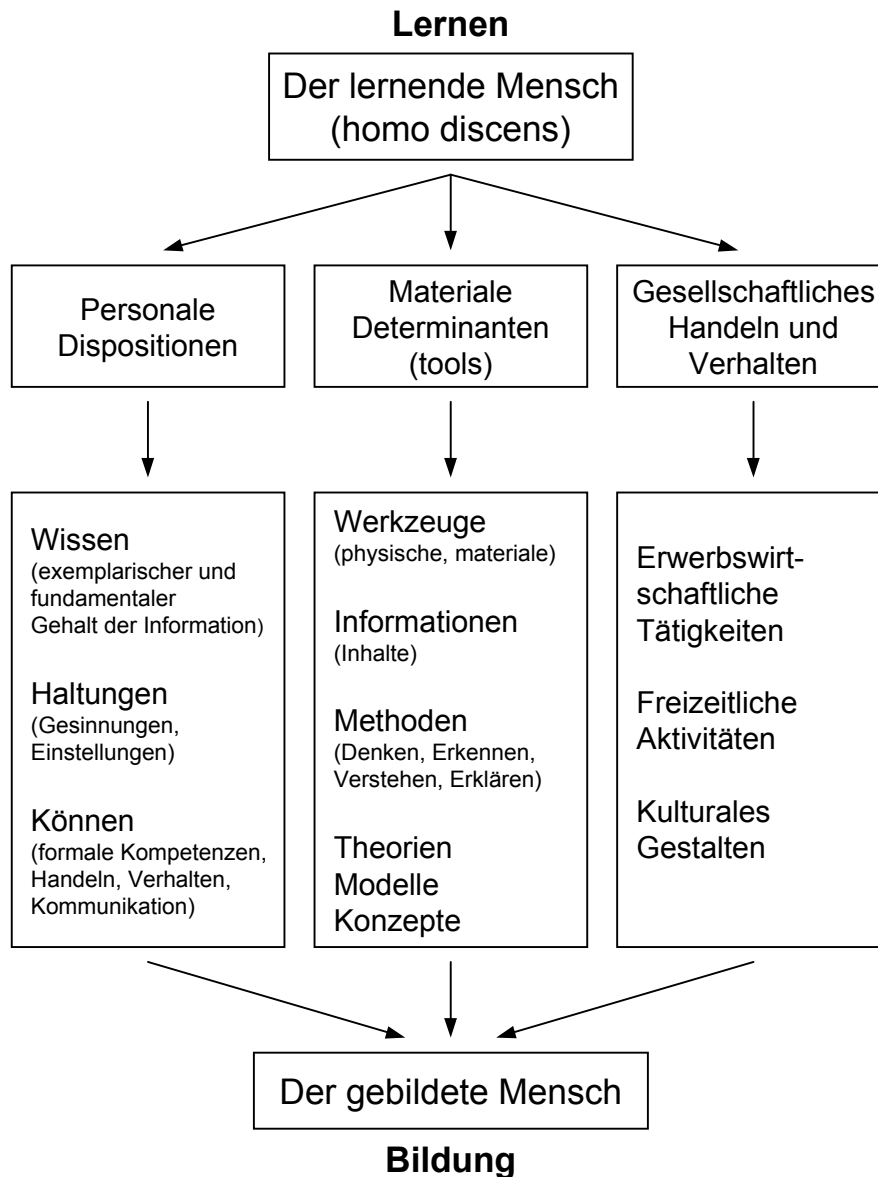 Lernen
Der lernende Mensch
(homo discens)
Personale
Dispositionen
Materiale
Determinanten
(tools)
Gesellschaftliches
Handeln und
Verhalten
Wissen
(exemplarischer und
fundamentaler
Gehalt der Information)
Haltungen
(Gesinnungen,
Einstellungen)
Können
(formale Kompetenzen,
Handeln, Verhalten,
Kommunikation)
Werkzeuge
(physische, materiale)
Informationen
(Inhalte)
Methoden
(Denken, Erkennen,
Verstehen, Erklären)
Theorien
Modelle
Konzepte
Erwerbswirt-
schaftliche
Tätigkeiten
Freizeitliche
Aktivitäten
Kulturales
Gestalten
Der gebildete Mensch
Bildung